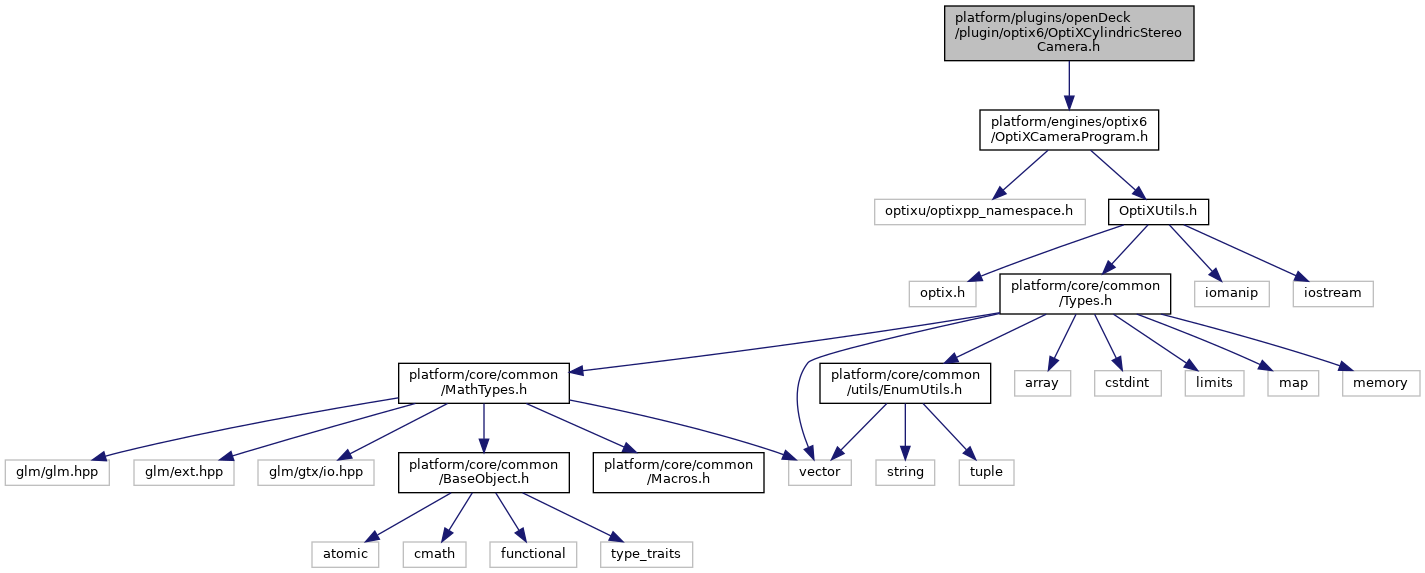 platform/plugins/openDeck
/plugin/optix6/OptiXCylindricStereo
Camera.h
platform/engines/optix6
/OptiXCameraProgram.h
optixu/optixpp_namespace.h
OptiXUtils.h
optix.h
platform/core/common
/Types.h
iomanip
iostream
platform/core/common
/MathTypes.h
platform/core/common
/utils/EnumUtils.h
array
cstdint
limits
map
memory
glm/glm.hpp
glm/ext.hpp
glm/gtx/io.hpp
platform/core/common
/BaseObject.h
platform/core/common
/Macros.h
vector
string
tuple
atomic
cmath
functional
type_traits